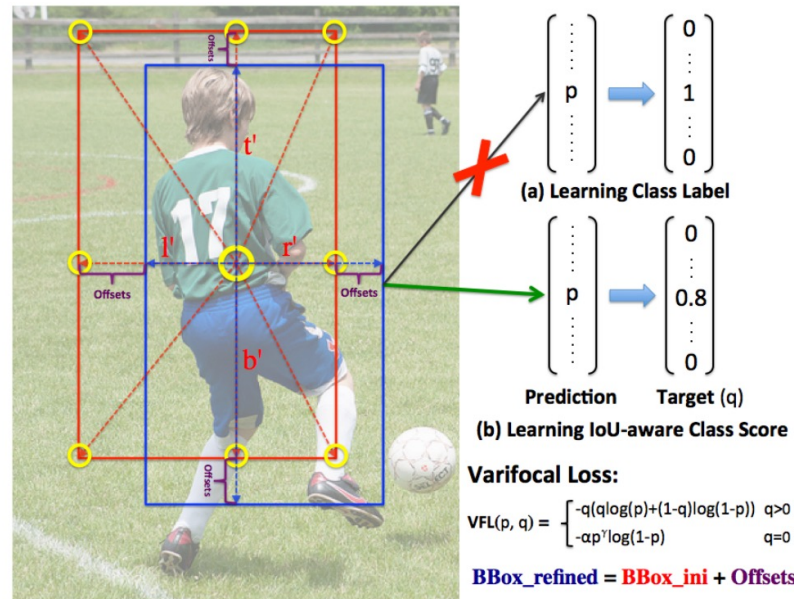 Offsets
t'
17
l'
r'
Offsets
Offsets
b'
Offsets
SELECT
p
0
1
0
(a) Learning Class Label
p
0
0.8
0
Prediction
Target (q)
(b) Learning IoU-aware Class Score
Varifocal Loss:
VFL(p, q) = { -q(qlog(p)+(1-q)log(1-p)) q>0
-αp^γlog(1-p) q=0
BBox_refined = BBox_ini + Offsets